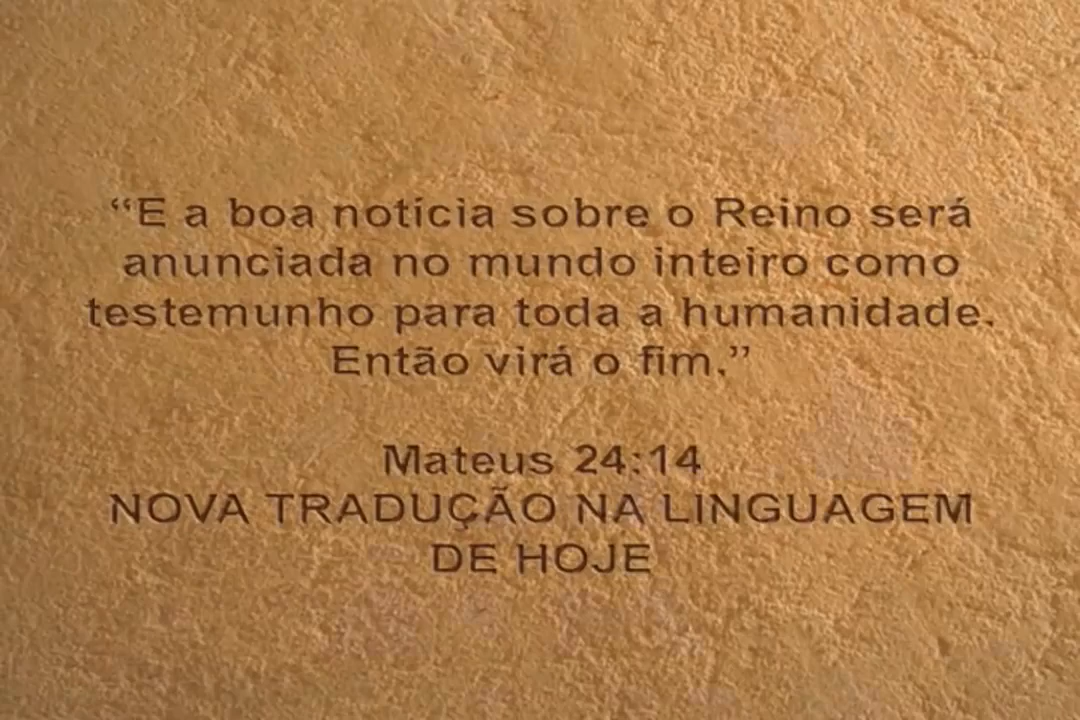 “E a boa notícia sobre o Reino será
anunciada no mundo inteiro como
testemunho para toda a humanidade.
Então virá o fim.”
Mateus 24:14
NOVA TRADUÇÃO NA LINGUAGEM
DE HOJE